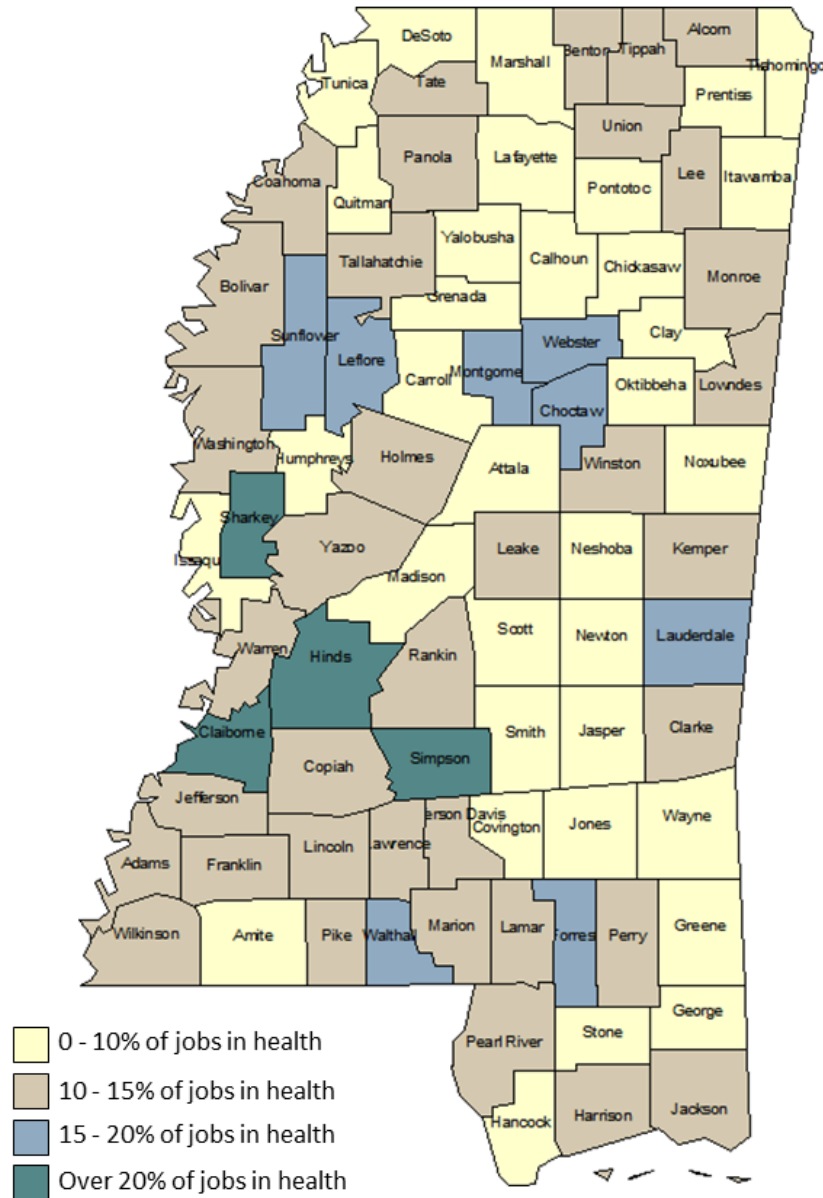 DeSoto
Marshall
Benton
Tippah
Alcorn
Tishomingo
Tunica
Tate
Prentiss
Union
Panola
Lafayette
Coahoma
Quitman
Pontotoc
Lee
Itawamba
Yalobusha
Calhoun
Chickasaw
Tallahatchie
Monroe
Bolivar
Grenada
Sunflower
Leflore
Webster
Clay
Carroll
Montgome
Oktibbeha
Lowndes
Choctaw
Washington
Humphreys
Holmes
Attala
Winston
Noxubee
Sharkey
Issaqu
Yazoo
Leake
Neshoba
Kemper
Madison
Scott
Newton
Lauderdale
Warren
Hinds
Rankin
Claiborne
Copiah
Simpson
Smith
Jasper
Clarke
Jefferson
Lincoln
Lawrence
erson Davis
Covington
Jones
Wayne
Adams
Franklin
Wilkinson
Amite
Pike
Walthal
Marion
Lamar
Forres
Perry
Greene
George
Stone
Pearl River
Hancock
Harrison
Jackson
0 - 10% of jobs in health
10 - 15% of jobs in health
15 - 20% of jobs in health
Over 20% of jobs in health